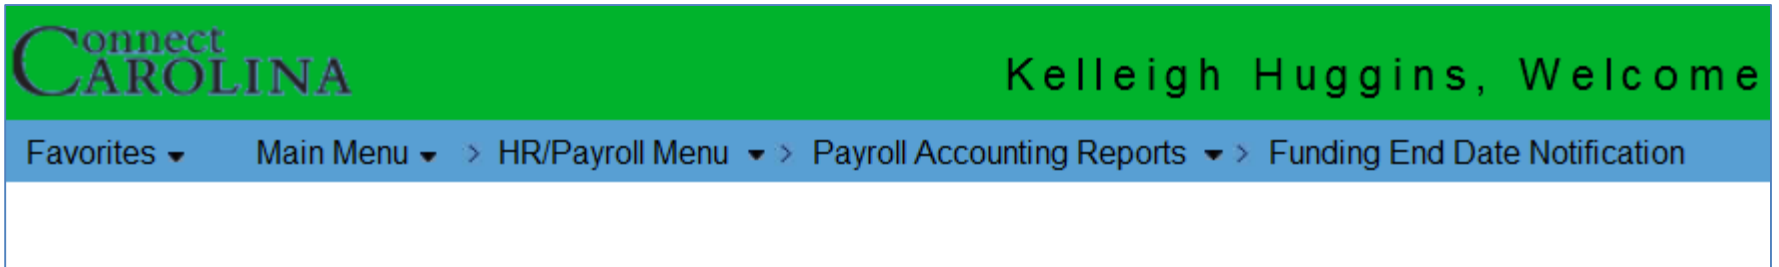 Connect
CAROLINA
Kelleigh Huggins, Welcome
Favorites Main Menu > HR/Payroll Menu > Payroll Accounting Reports > Funding End Date Notification